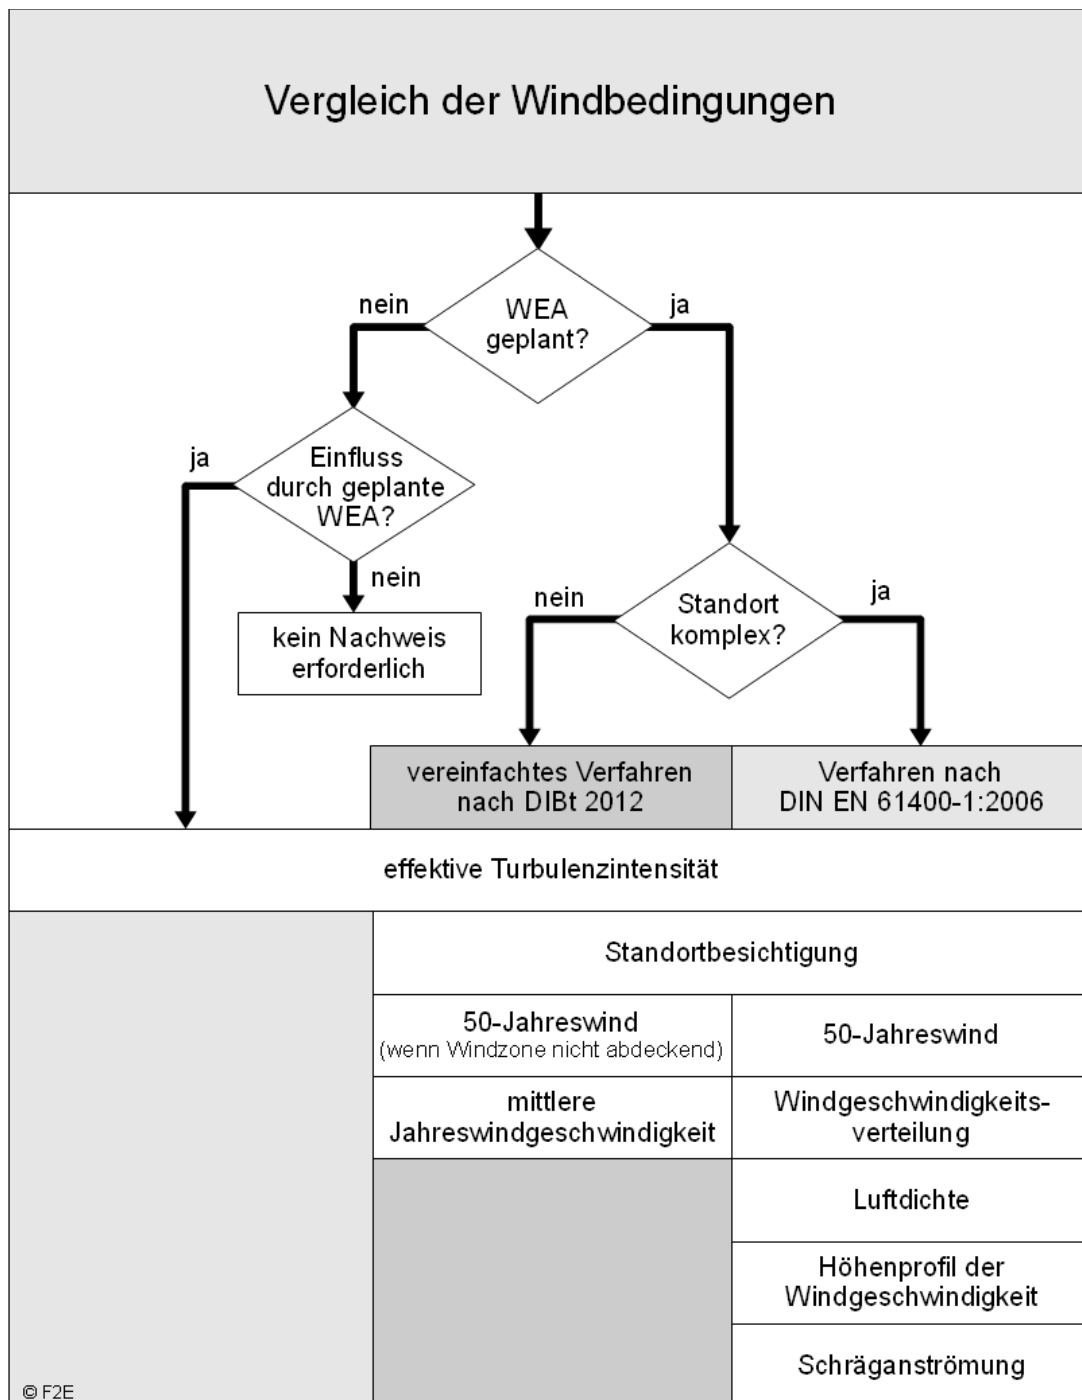 Vergleich der Windbedingungen
nein
WEA
geplant?
ja
ja
Einfluss
durch geplante
WEA?
nein
kein Nachweis
erforderlich
nein
Standort
komplex?
ja
vereinfachtes Verfahren
nach DIBt 2012
Verfahren nach
DIN EN 61400-1:2006
effektive Turbulenzintensität
Standortbesichtigung
50-Jahreswind
(wenn Windzone nicht abdeckend)
50-Jahreswind
mittlere
Jahreswindgeschwindigkeit
Windgeschwindigkeits-
verteilung
Luftdichte
Höhenprofil der
Windgeschwindigkeit
Schräganströmung
© F2E